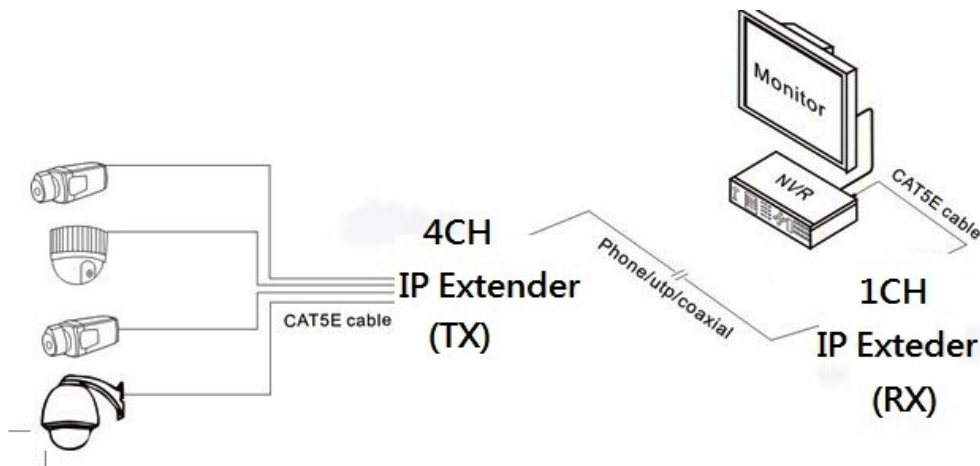 Monitor
NVR
CAT5E cable
4CH
IP Extender
(TX)
CAT5E cable
Phone/utp/coaxial
1CH
IP Exteder
(RX)